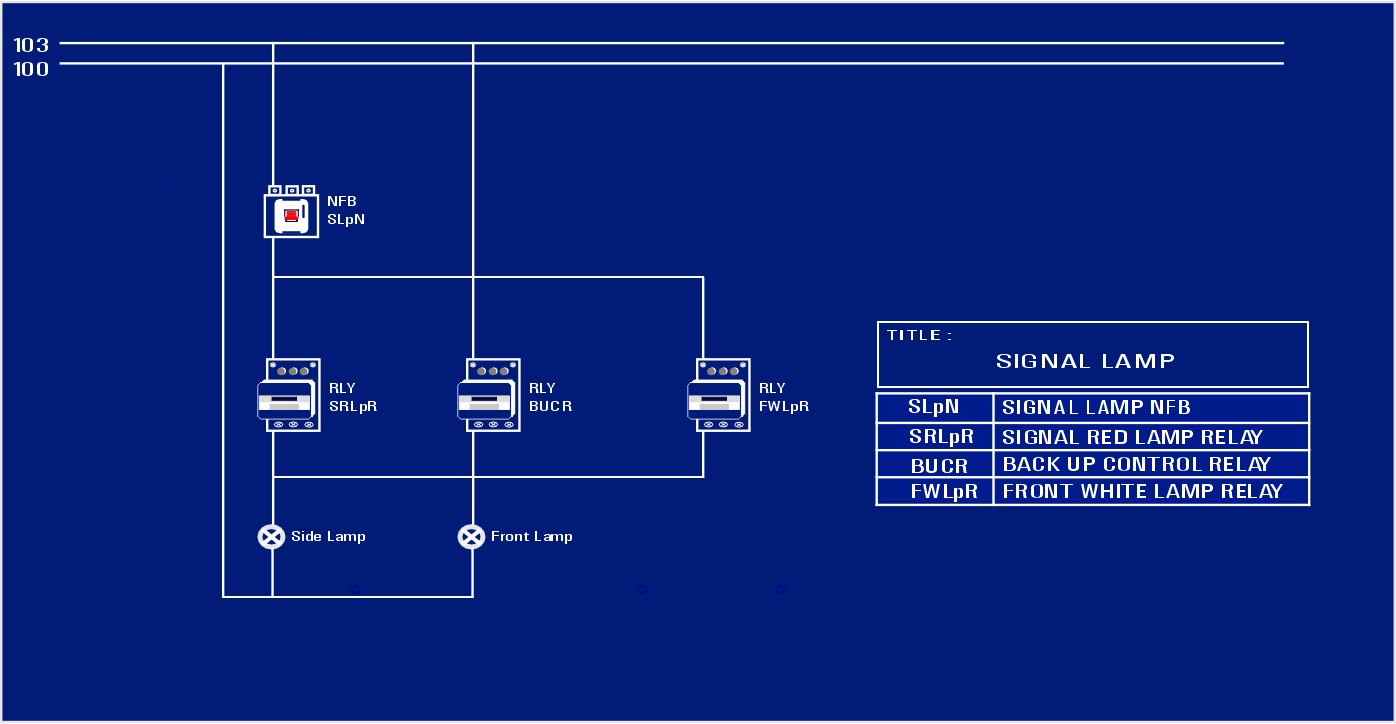 103
100
NFB
SLpN
RLY
SRLpR
RLY
BUCR
RLY
FWLpR
Side Lamp
Front Lamp
TITLE :
SIGNAL LAMP
SLpN SIGNAL LAMP NFB
SRLpR SIGNAL RED LAMP RELAY
BUCR BACK UP CONTROL RELAY
FWLpR FRONT WHITE LAMP RELAY